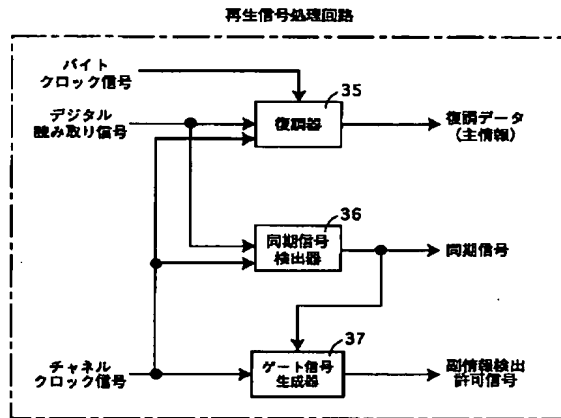 再生信号処理回路
バイト
クロック信号
35
復調器
デジタル
読み取り信号
復調データ
(主情報)
36
同期信号
検出器
同期信号
37
チャネル
クロック信号
ゲート信号
生成器
副情報検出
許可信号